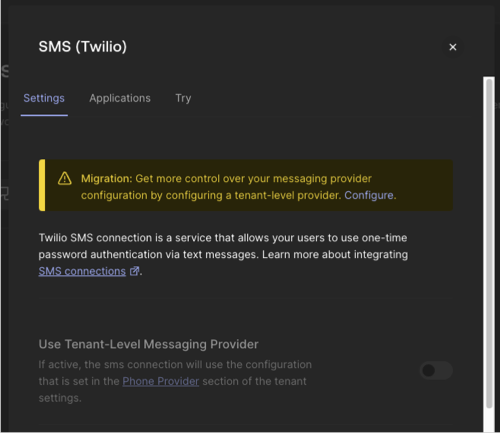 SMS (Twilio)
Settings
Applications
Try
Migration: Get more control over your messaging provider
configuration by configuring a tenant-level provider. Configure.
Twilio SMS connection is a service that allows your users to use one-time
password authentication via text messages. Learn more about integrating
SMS connections.
Use Tenant-Level Messaging Provider
If active, the sms connection will use the configuration
that is set in the Phone Provider section of the tenant
settings.